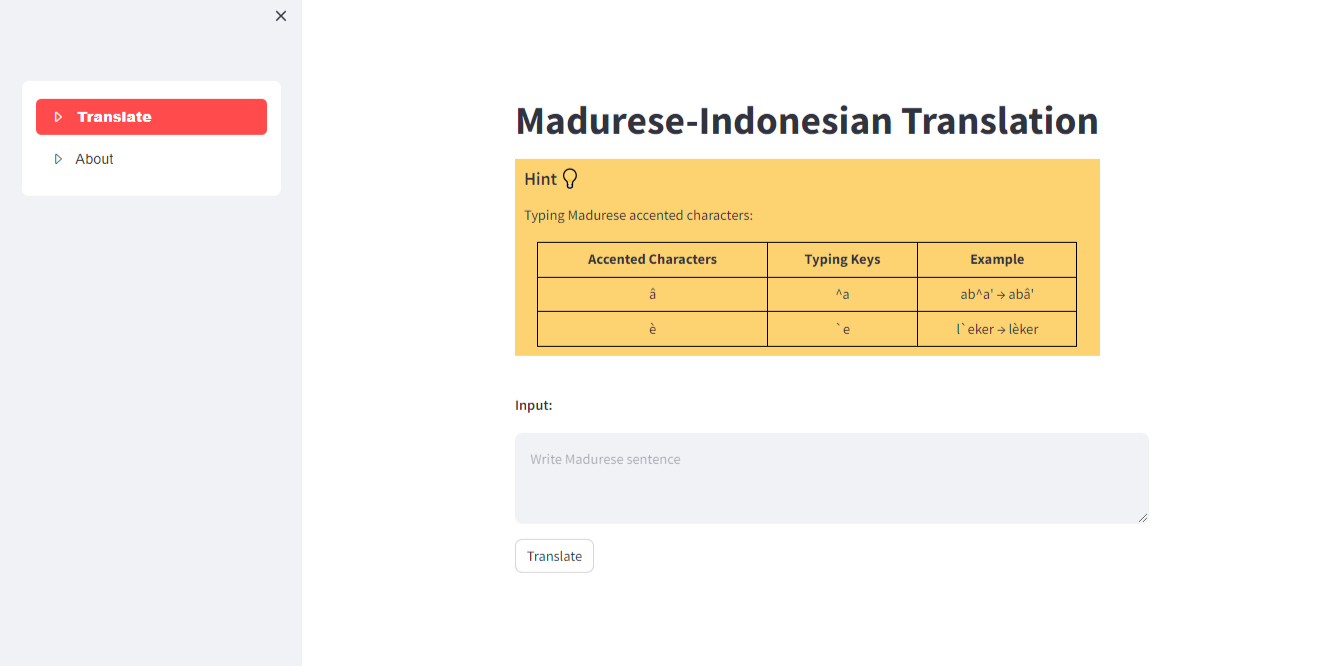 Translate
About
Madurese-Indonesian Translation
Hint
Typing Madurese accented characters:
Accented Characters Typing Keys Example
â ^a ab^a' → abâ'
è `e l`eker → lèker
Input:
Write Madurese sentence
Translate